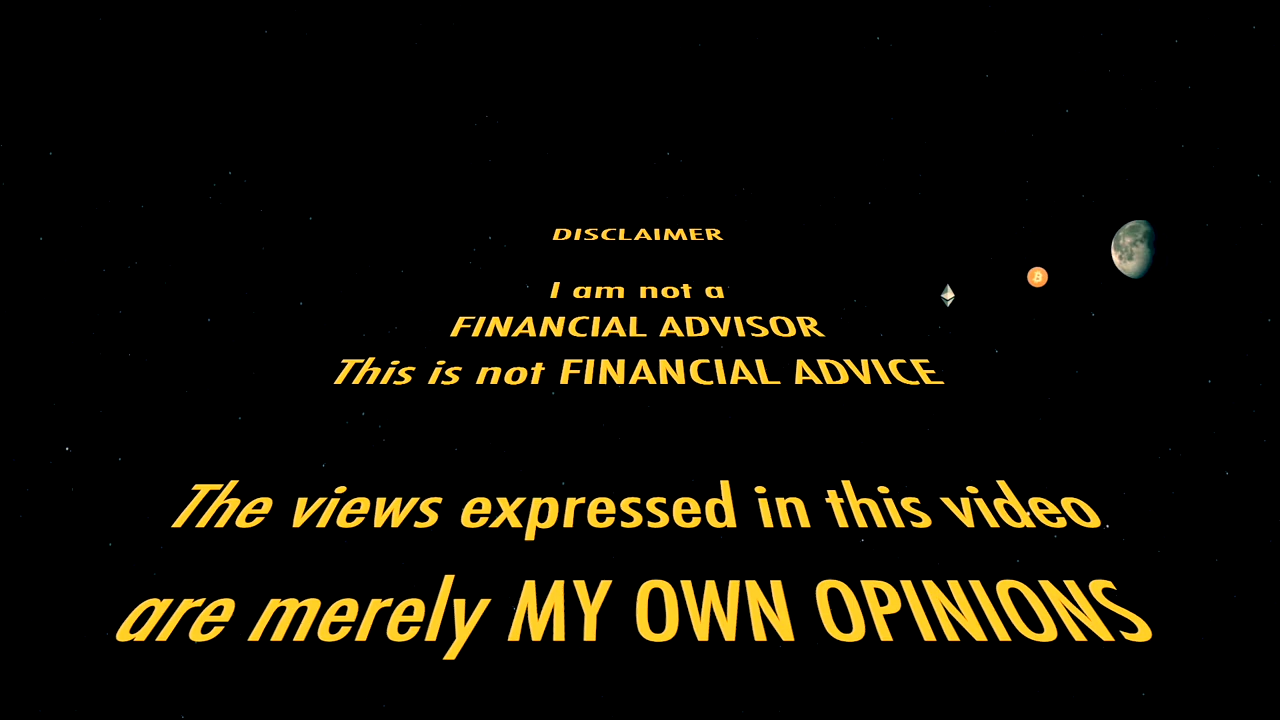 DISCLAIMER
I am not a
FINANCIAL ADVISOR
This is not FINANCIAL ADVICE
The views expressed in this video
are merely MY OWN OPINIONS